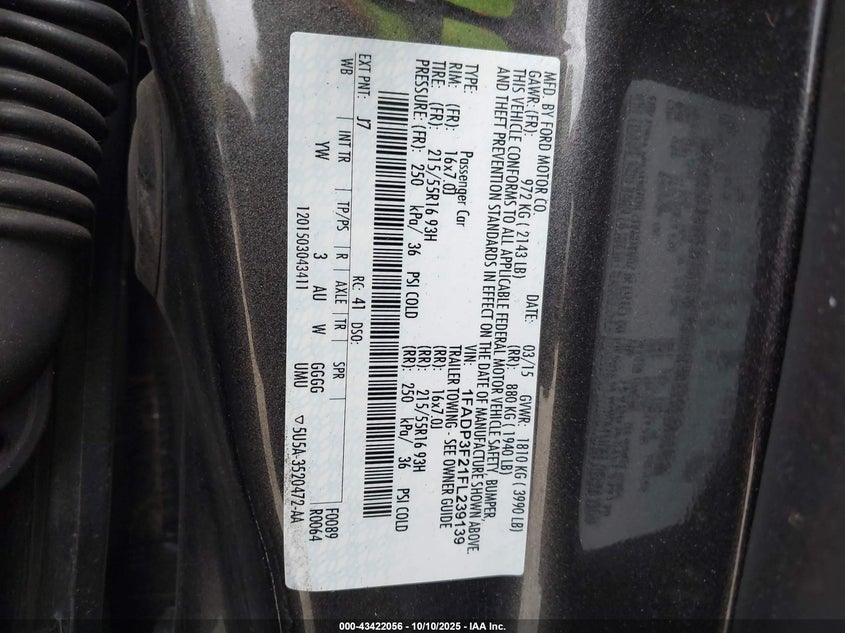 MFD BY FORD MOTOR CO.
DATE: 03/15 GVWR: 1810 KG ( 3990 LB)
GAWR: (FR) 972 KG ( 2143 LB) (RR) 880 KG ( 1940 LB)
THIS VEHICLE CONFORMS TO ALL APPLICABLE FEDERAL MOTOR VEHICLE SAFETY, BUMPER,
AND THEFT PREVENTION STANDARDS IN EFFECT ON THE DATE OF MANUFACTURE SHOWN ABOVE.
VIN: 1FADP3F21FL239139
TYPE: Passenger Car TRAILER TOWING - SEE OWNER GUIDE
RIM: (FR): 16x7.0J (RR): 16x7.0J
TIRE: (FR): 215/55R16 93H (RR): 215/55R16 93H
PRESSURE: (FR): 250 kPa/ 36 PSI COLD (RR): 250 kPa/ 36 PSI COLD
EXT PNT: J7 RC: 41 DSO:
WB INT TR TP/PS R AXLE TR SPR
YW 3 AU W GGGG
F0089
R0064
1201503043411 UMU
5U5A-3520472-AA
000-43422056 - 10/10/2025 - IAA Inc.